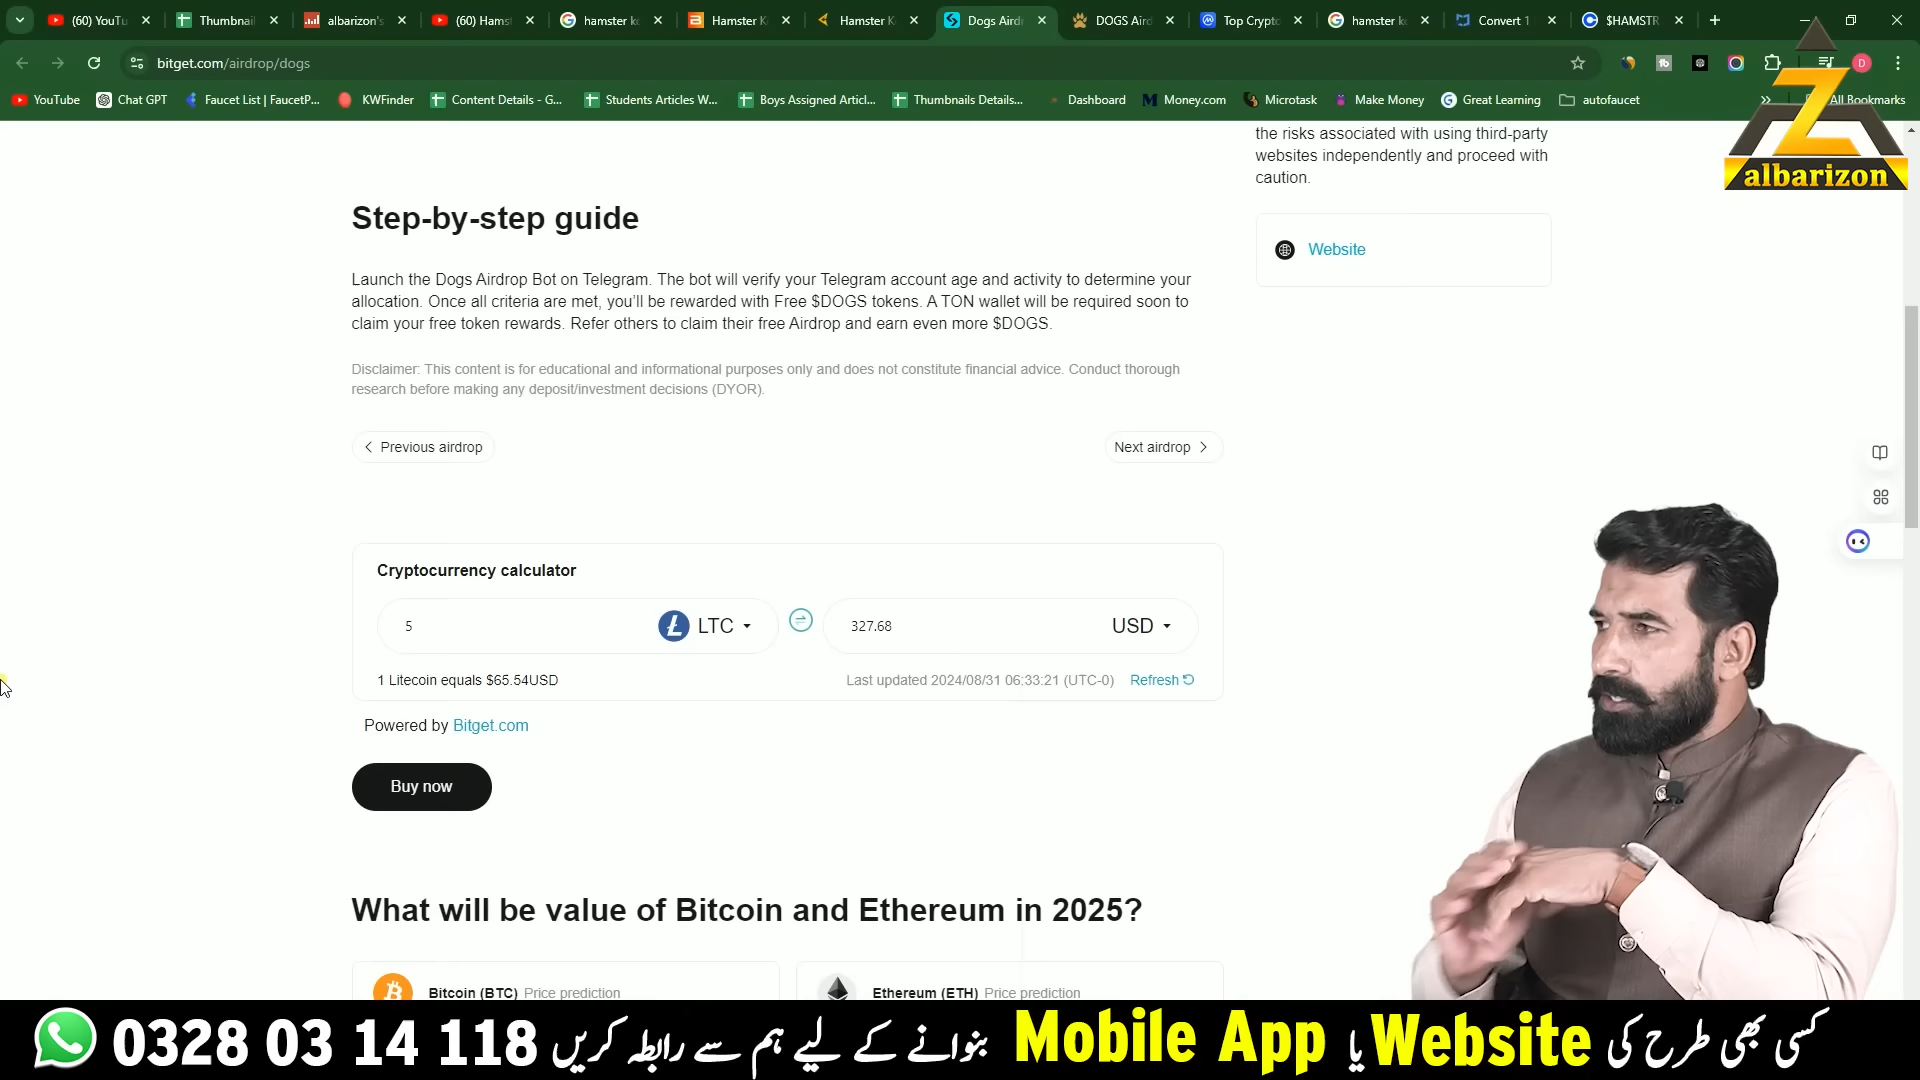 (60) YouTu
Thumbnail
albarizon's
(60) Hamst
hamster k
Hamster K
Hamster K
Dogs Airdr
DOGS Aird
Top Crypto
hamster k
Convert 1
$HAMSTR
bitget.com/airdrop/dogs
D
YouTube
Chat GPT
Faucet List | FaucetP...
KWFinder
Content Details - G...
Students Articles W...
Boys Assigned Articl...
Thumbnails Details...
Dashboard
Money.com
Microtask
Make Money
Great Learning
autofaucet
All Bookmarks
albarizon
the risks associated with using third-party
websites independently and proceed with
caution.
Website
Step-by-step guide
Launch the Dogs Airdrop Bot on Telegram. The bot will verify your Telegram account age and activity to determine your
allocation. Once all criteria are met, you'll be rewarded with Free $DOGS tokens. A TON wallet will be required soon to
claim your free token rewards. Refer others to claim their free Airdrop and earn even more $DOGS.
Disclaimer: This content is for educational and informational purposes only and does not constitute financial advice. Conduct thorough
research before making any deposit/investment decisions (DYOR).
Previous airdrop
Next airdrop
Cryptocurrency calculator
5 LTC
327.68 USD
1 Litecoin equals $65.54USD
Last updated 2024/08/31 06:33:21 (UTC-0) Refresh
Powered by Bitget.com
Buy now
What will be value of Bitcoin and Ethereum in 2025?
Bitcoin (BTC) Price prediction
Ethereum (ETH) Price prediction
کسی بھی طرح کی Website یا Mobile App بنوانے کے لیے ہم سے رابطہ کریں 0328 03 14 118